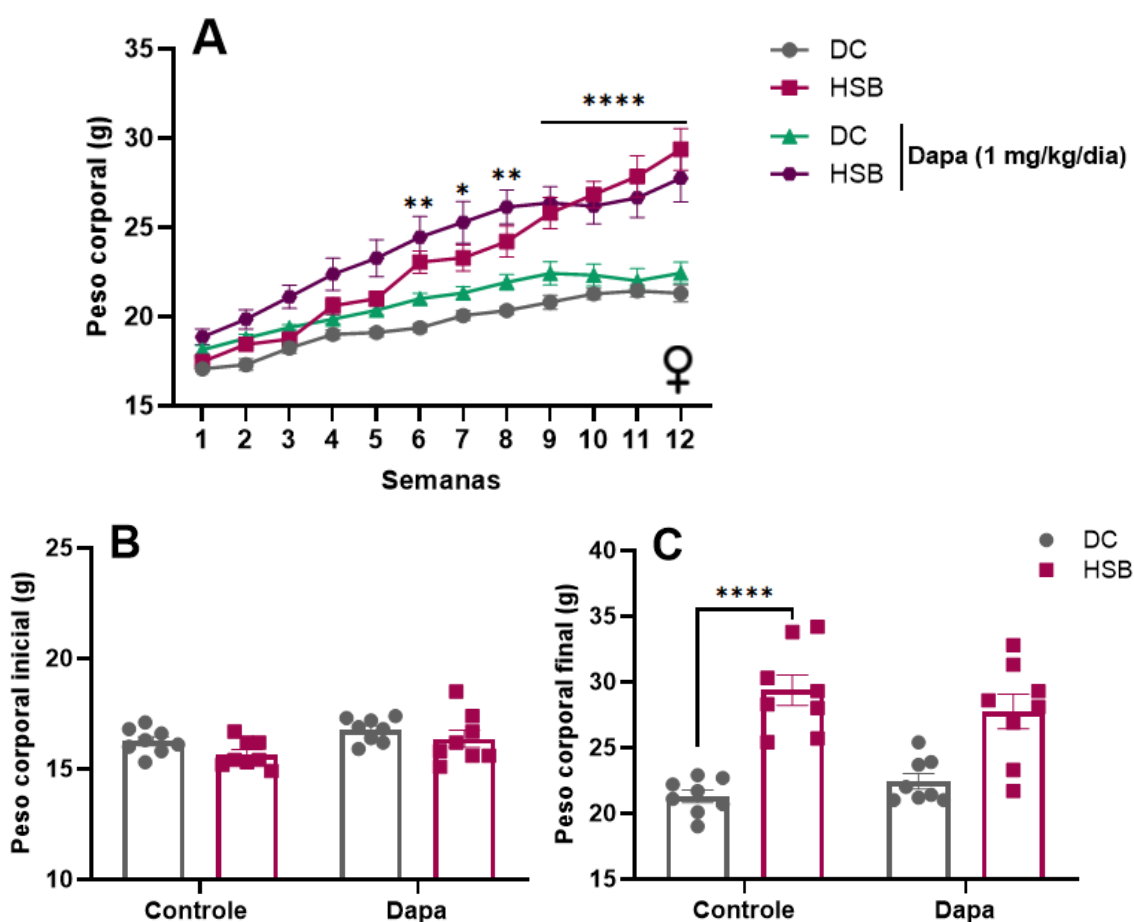 A
35
30
25
20
15
Peso corporal (g)
**
*
**
****
♀
1 2 3 4 5 6 7 8 9 10 11 12
Semanas
DC
HSB
DC
HSB
Dapa (1 mg/kg/dia)
B
25
20
15
10
Peso corporal inicial (g)
Controle Dapa
C
40
35
30
25
20
15
Peso corporal final (g)
****
Controle Dapa
DC
HSB